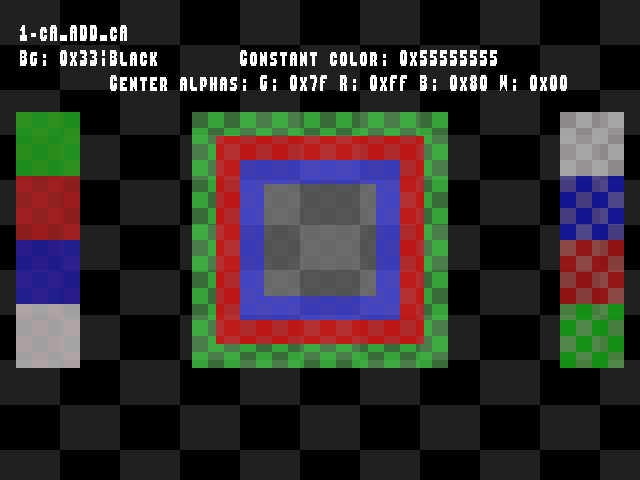 1-cA_ADD_cA
Bg: 0x33¦Black Constant color: 0x55555555
Center alphas: G: 0x7f R: 0xff B: 0x80 W: 0x00